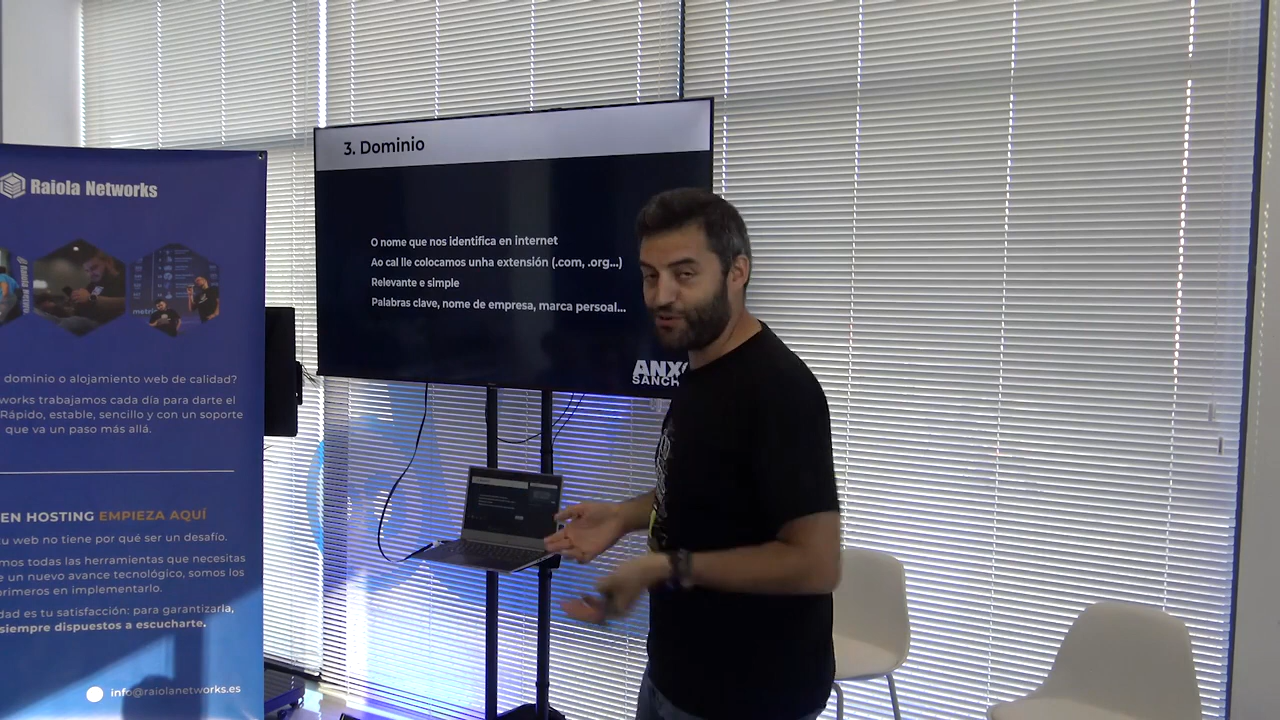 Raiola Networks
dominio o alojamiento web de calidad?
works trabajamos cada día para darte el
Rápido, estable, sencillo y con un soporte
que va un paso más allá.
EN HOSTING EMPIEZA AQUÍ
tu web no tiene por qué ser un desafío.
mos todas las herramientas que necesitas
e un nuevo avance tecnológico, somos los
primeros en implementarlo.
dad es tu satisfacción: para garantizarla,
siempre dispuestos a escucharte.
info@raiolanetworks.es
3. Dominio
O nome que nos identifica en internet
Ao cal lle colocamos unha extensión (.com, .org...)
Relevante e simple
Palabras clave, nome de empresa, marca persoal...
ANXO
SANCH